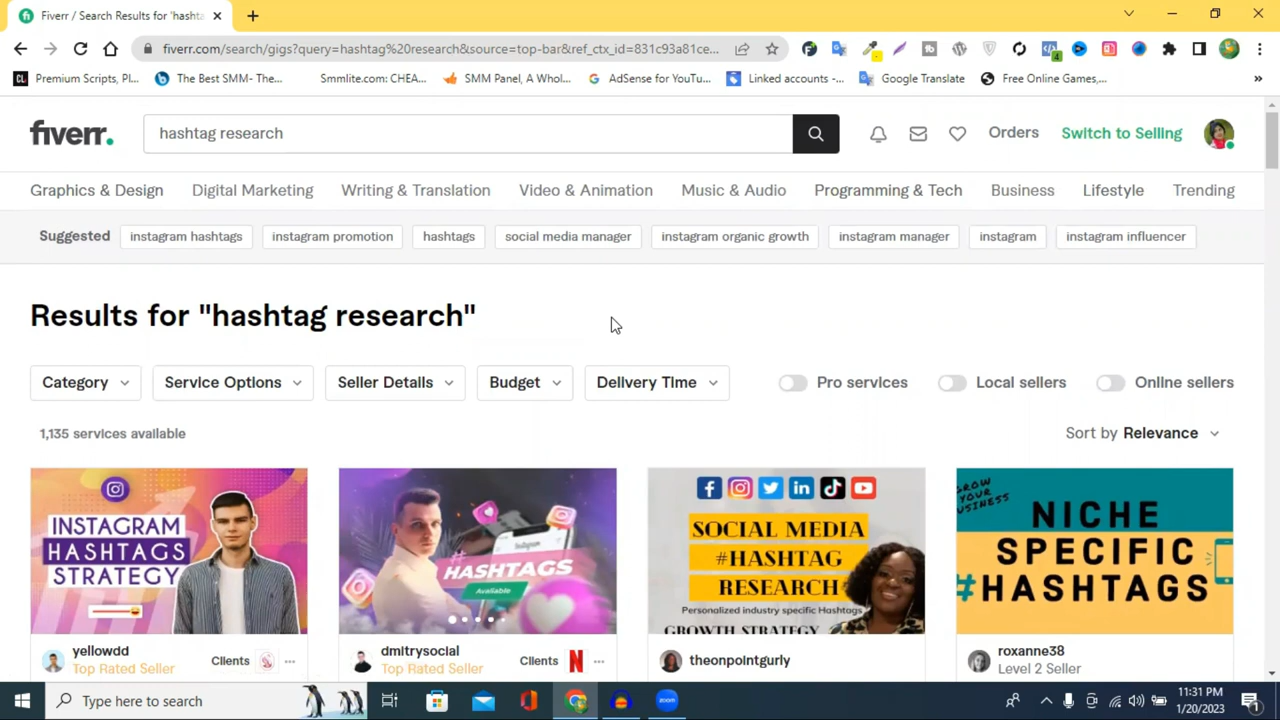 Fiverr / Search Results for 'hashta
fiverr.com/search/gigs?query=hashtag%20research&source=top-bar&ref_ctx_id=831c93a81ce...
4
Premium Scripts, Pl...
The Best SMM- The...
Smmlite.com: CHEA...
SMM Panel, A Whol...
AdSense for YouTu...
Linked accounts -...
Google Translate
Free Online Games,...
»
fiverr.
hashtag research
Orders
Switch to Selling
Graphics & Design
Digital Marketing
Writing & Translation
Video & Animation
Music & Audio
Programming & Tech
Business
Lifestyle
Trending
Suggested
instagram hashtags
instagram promotion
hashtags
social media manager
instagram organic growth
instagram manager
instagram
instagram influencer
Results for "hashtag research"
Category
Service Options
Seller Details
Budget
Delivery Time
Pro services
Local sellers
Online sellers
1,135 services available
Sort by Relevance
INSTAGRAM
HASHTAGS
STRATEGY
yellowdd
Top Rated Seller
Clients
Instagram
HASHTAGS
Available
dmitrysocial
Top Rated Seller
Clients
SOCIAL MEDIA
#HASHTAG
RESEARCH
Personalized industry specific Hashtags
GROWTH STRATEGY
theonpointgurly
GROW
YOUR
BUSINESS
NICHE
SPECIFIC
#HASHTAGS
roxanne38
Level 2 Seller
Type here to search
zoom
11:31 PM
1/20/2023
1